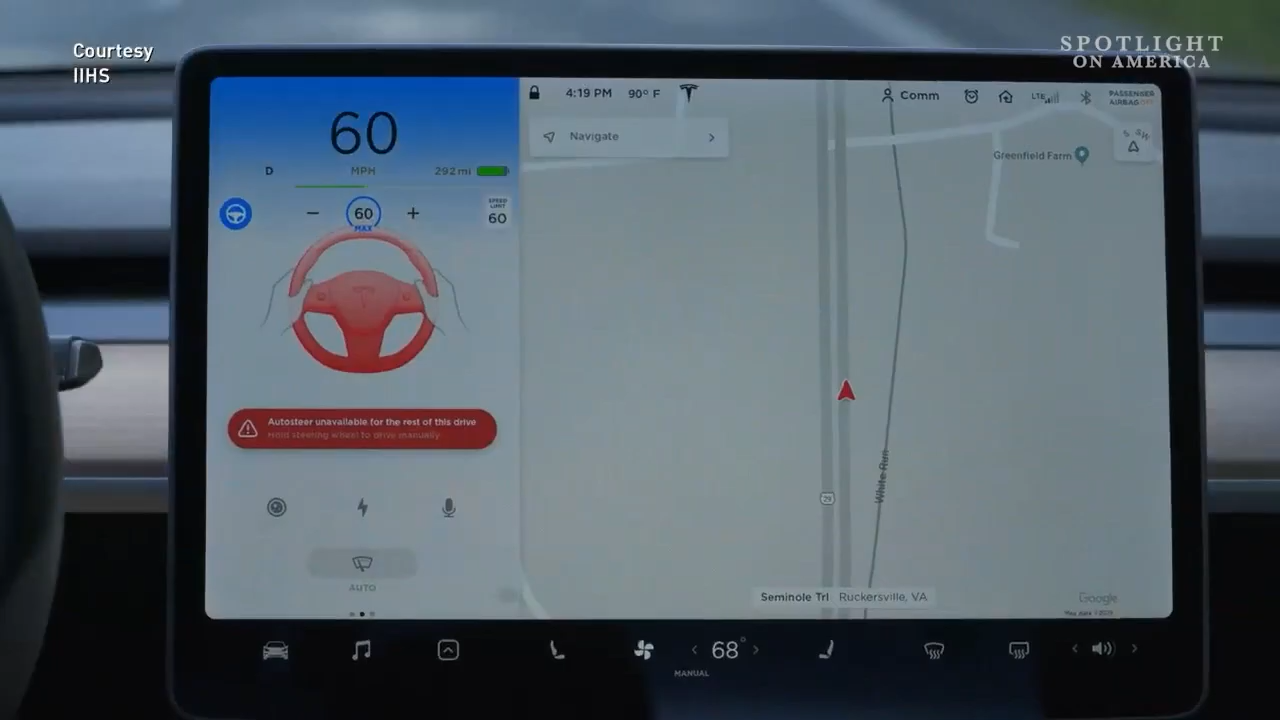 Courtesy
IIHS
SPOTLIGHT
ON AMERICA
60
D MPH 292 mi
60
MAX
SPEED
LIMIT
60
Autosteer unavailable for the rest of this drive
Hold steering wheel to drive manually
AUTO
4:19 PM 90° F
Comm
LTE
PASSENGER
AIRBAG OFF
Navigate
SW
Greenfield Farm
White Run
29
Seminole Trl Ruckersville, VA
Google
68°
MANUAL